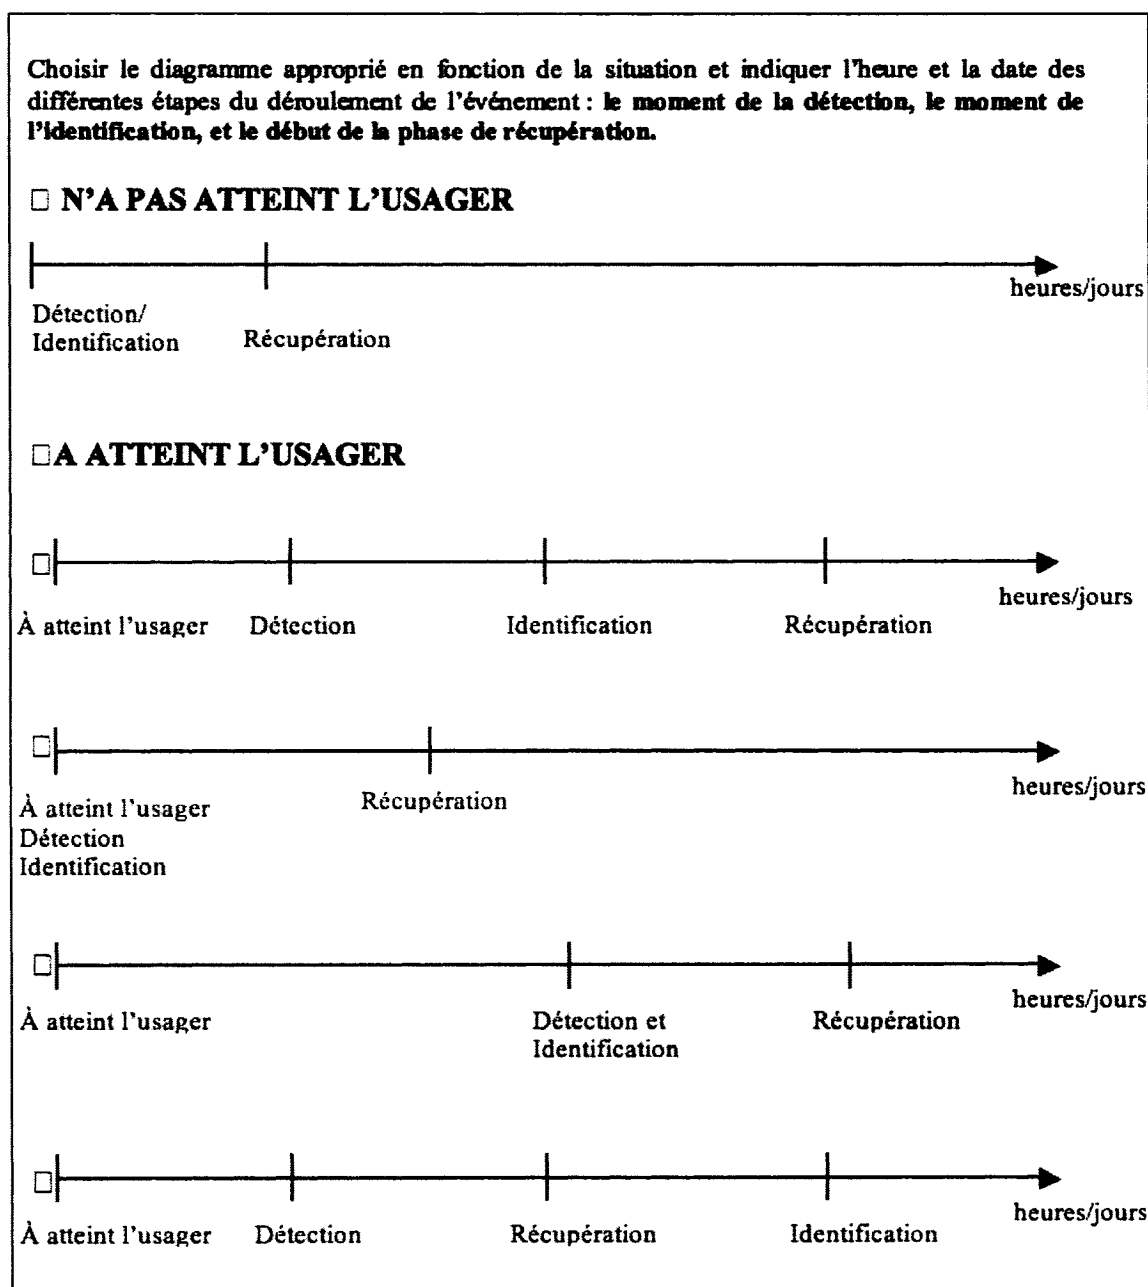 Choisir le diagramme approprié en fonction de la situation et indiquer l'heure et la date des
différentes étapes du déroulement de l'événement : le moment de la détection, le moment de
l'identification, et le début de la phase de récupération.
□ N'A PAS ATTEINT L'USAGER
heures/jours
Détection/
Identification
Récupération
□A ATTEINT L'USAGER
□
heures/jours
À atteint l'usager
Détection
Identification
Récupération
□
heures/jours
À atteint l'usager
Détection
Identification
Récupération
□
heures/jours
À atteint l'usager
Détection et
Identification
Récupération
□
heures/jours
À atteint l'usager
Détection
Récupération
Identification